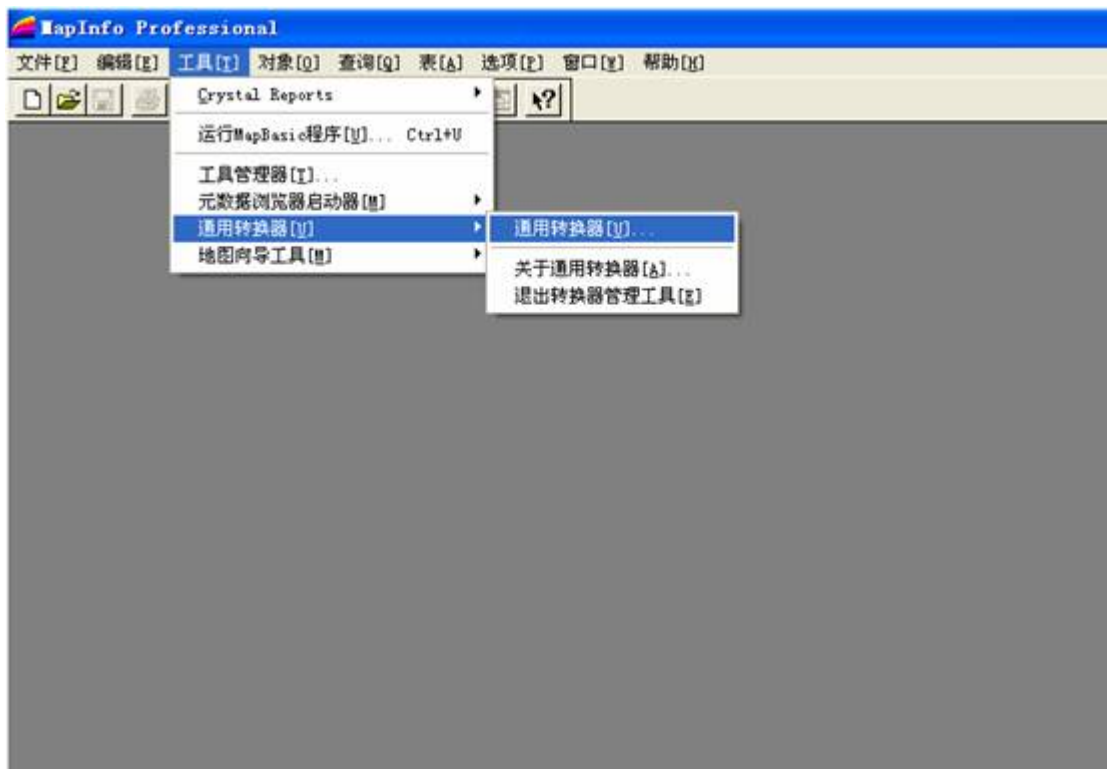 MapInfo Professional
文件[F] 编辑[E] 工具[T] 对象[O] 查询[Q] 表[A] 选项[P] 窗口[W] 帮助[H]
Crystal Reports
运行MapBasic程序[U]... Ctrl+U
工具管理器[T]...
元数据浏览器启动器[M]
通用转换器[U] 通用转换器[U]...
地图向导工具[M] 关于通用转换器[A]...
退出转换器管理工具[E]